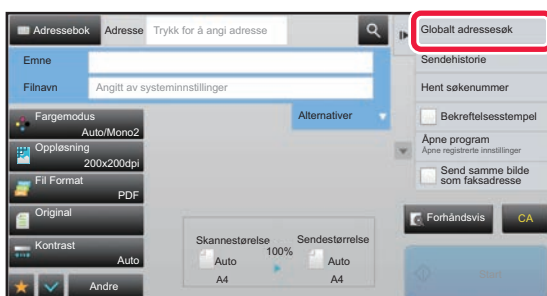 Adressebok Adresse Trykk for å angi adresse
Emne
Filnavn Angitt av systeminnstillinger
Alternativer
Fargemodus
Auto/Mono2
Oppløsning
200x200dpi
Fil Format
PDF
Original
Kontrast
Auto
Andre
Skannestørelse
Sendestørrelse
100%
Auto
Auto
A4
A4
Globalt adressesøk
Sendehistorie
Hent søkenummer
Bekreftelsesstempel
Åpne program
Åpne registrerte innstillinger
Send samme bilde
som faksadresse
Forhåndsvis
CA
Start